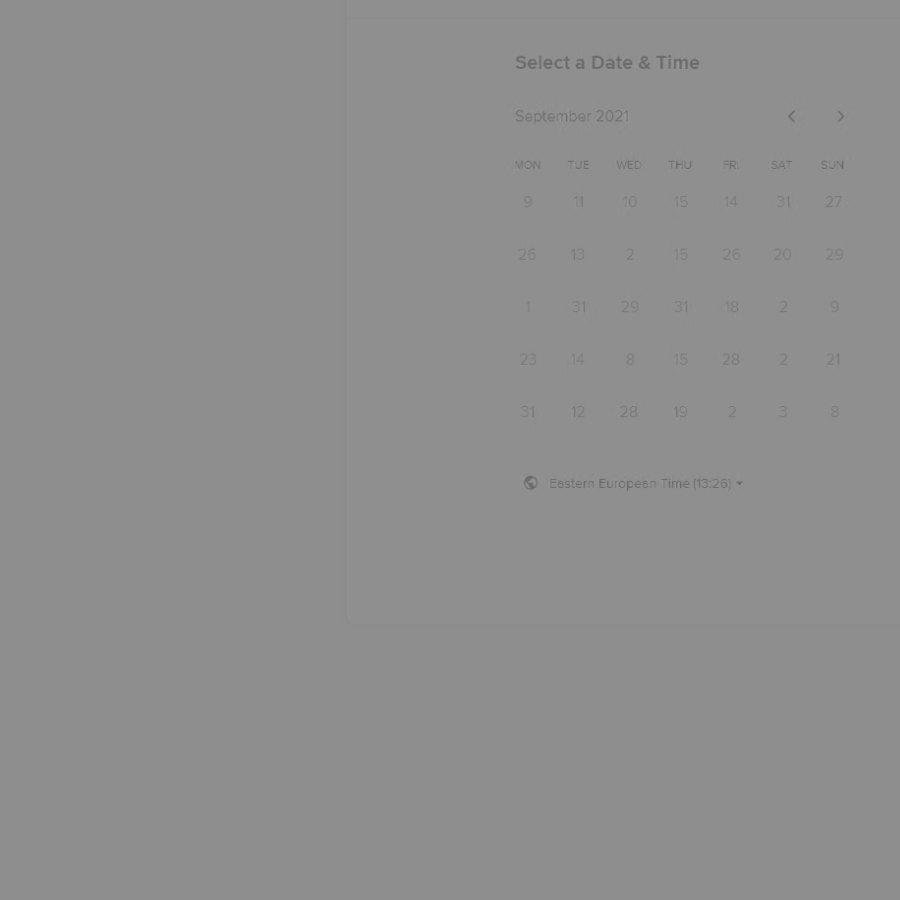 Select a Date & Time
September 2021
MON TUE WED THU FRI SAT SUN
9 11 10 15 14 31 27
26 13 2 15 26 20 29
1 31 29 31 18 2 9
23 14 8 15 28 2 21
31 12 28 19 2 3 8
Eastern European Time (13:26)